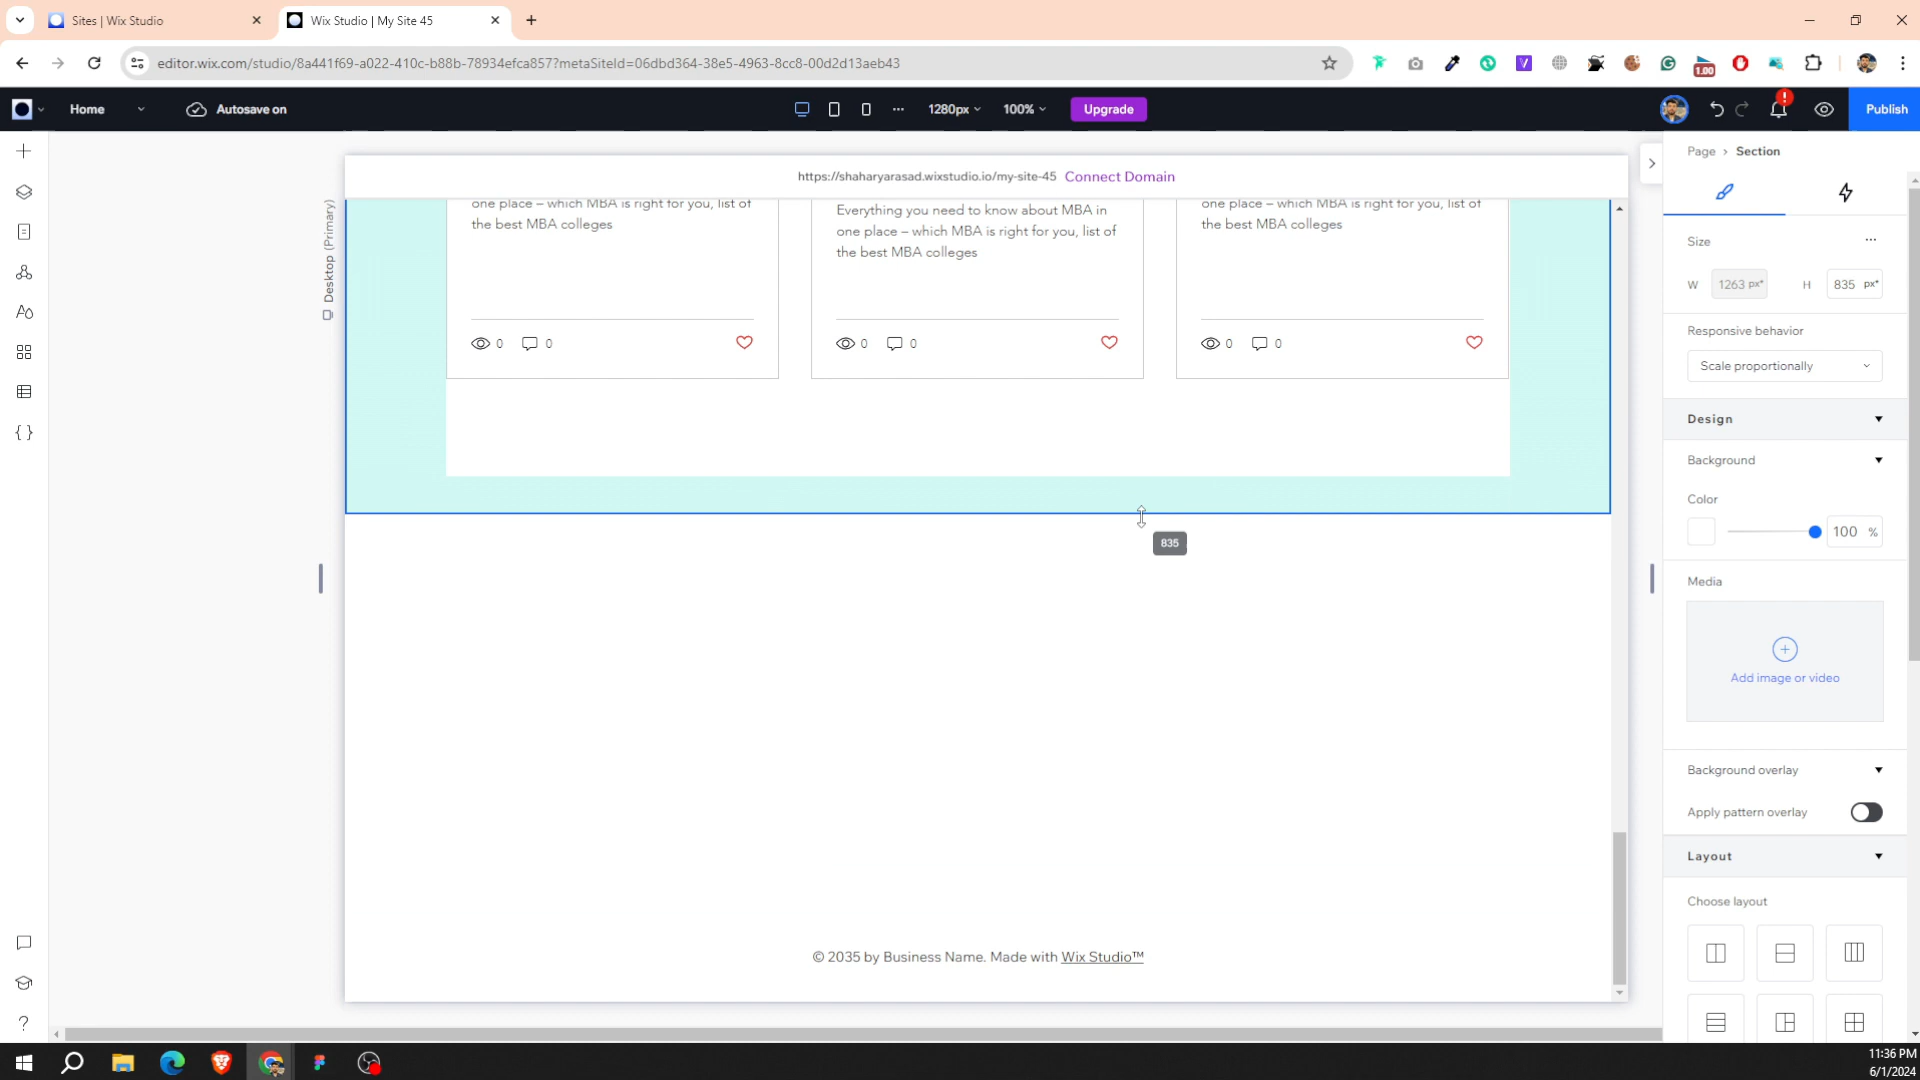 Sites | Wix Studio
Wix Studio | My Site 45
editor.wix.com/studio/8a441f69-a022-410c-b88b-78934efca857?metaSiteId=06dbd364-38e5-4963-8cc8-00d2d13aeb43
1.00
Home
Autosave on
1280px
100%
Upgrade
Publish
https://shaharyarasad.wixstudio.io/my-site-45 Connect Domain
Desktop (Primary)
one place – which MBA is right for you, list of
the best MBA colleges
0 0
Everything you need to know about MBA in
one place – which MBA is right for you, list of
the best MBA colleges
0 0
one place – which MBA is right for you, list of
the best MBA colleges
0 0
835
© 2035 by Business Name. Made with Wix Studio™
Page > Section
Size
W 1263 px* H 835 px*
Responsive behavior
Scale proportionally
Design
Background
Color
100 %
Media
Add image or video
Background overlay
Apply pattern overlay
Layout
Choose layout
11:36 PM
6/1/2024